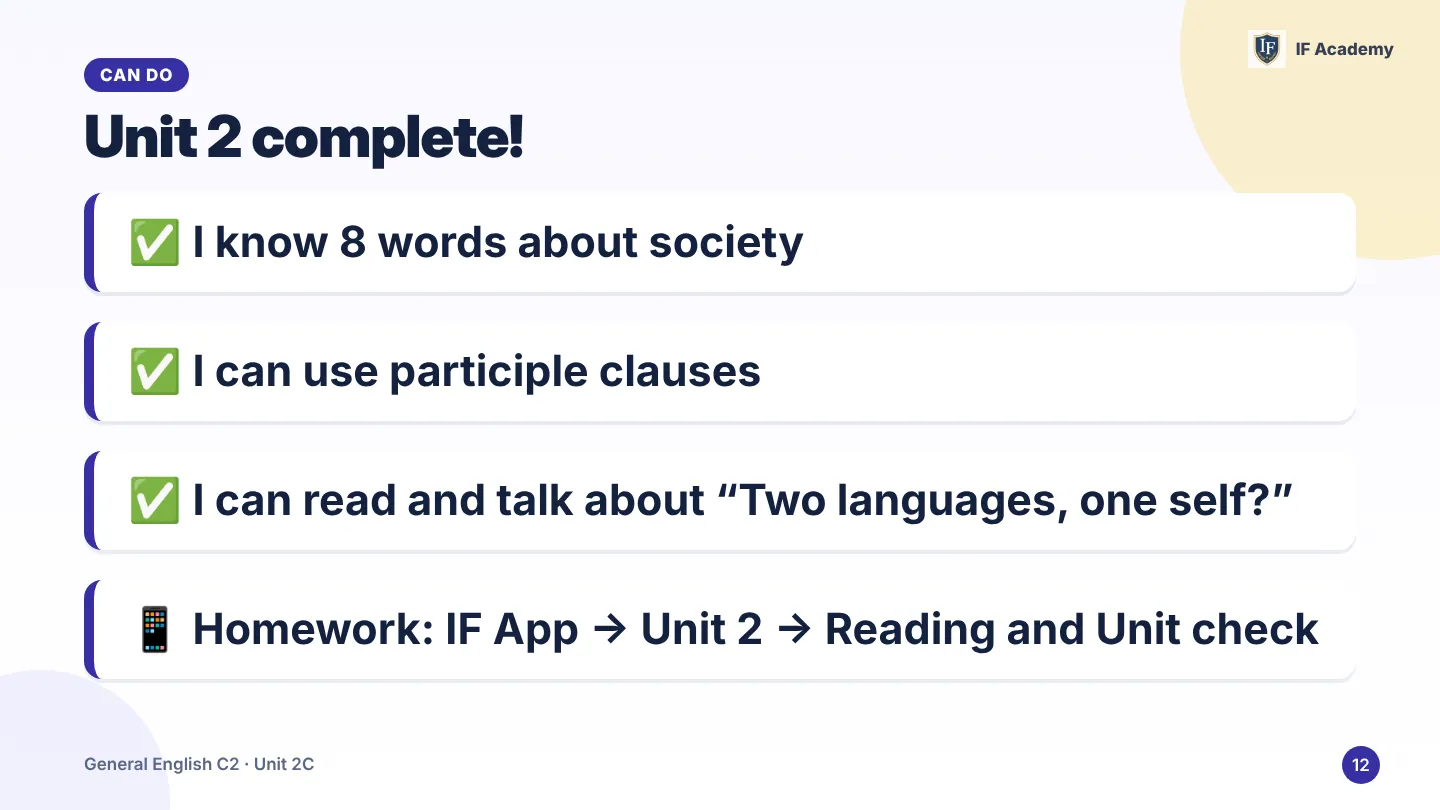 IF Academy
CAN DO
Unit 2 complete!
✅ I know 8 words about society
✅ I can use participle clauses
✅ I can read and talk about “Two languages, one self?”
📱 Homework: IF App → Unit 2 → Reading and Unit check
General English C2 · Unit 2C
12